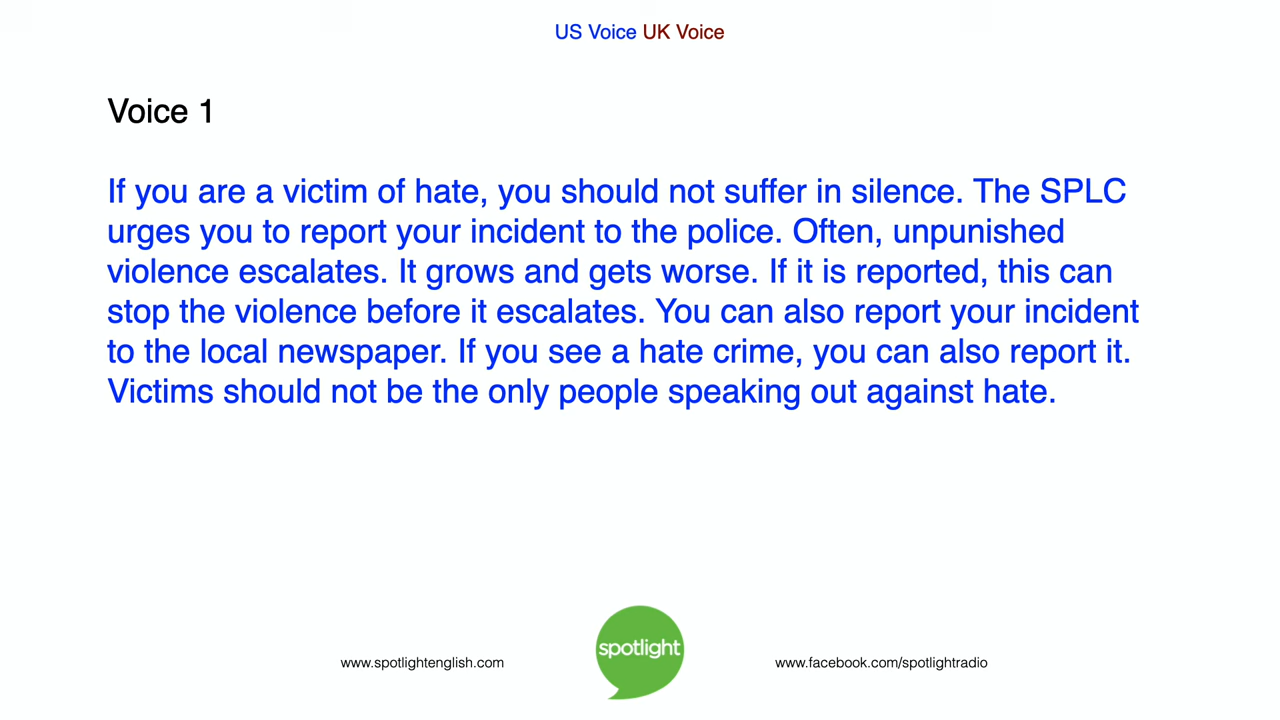 US Voice UK Voice
Voice 1
If you are a victim of hate, you should not suffer in silence. The SPLC
urges you to report your incident to the police. Often, unpunished
violence escalates. It grows and gets worse. If it is reported, this can
stop the violence before it escalates. You can also report your incident
to the local newspaper. If you see a hate crime, you can also report it.
Victims should not be the only people speaking out against hate.
www.spotlightenglish.com
spotlight
www.facebook.com/spotlightradio